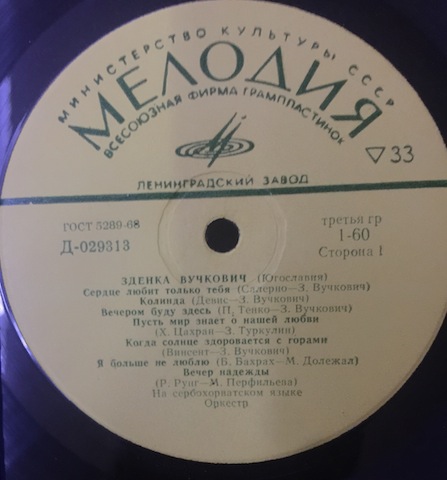 МИНИСТЕРСТВО КУЛЬТУРЫ СССР
МЕЛОДИЯ
ВСЕСОЮЗНАЯ ФИРМА ГРАМПЛАСТИНОК
▽33
ЛЕНИНГРАДСКИЙ ЗАВОД
ГОСТ 5289-68
Д-029313
третья гр
1-60
Сторона 1
ЗДЕНКА ВУЧКОВИЧ (Югославия)
Сердце любит только тебя (Салерно—З. Вучкович)
Колинда (Девис—З. Вучкович)
Вечером буду здесь (П. Тенко—З. Вучкович)
Пусть мир знает о нашей любви
(Х. Цахран—З. Туркулин)
Когда солнце здоровается с горами
(Винсент—З. Вучкович)
Я больше не люблю (Б. Бахрах—М. Долежал)
Вечер надежды
(Р. Рунг—М. Перфильева)
На сербохорватском языке
Оркестр